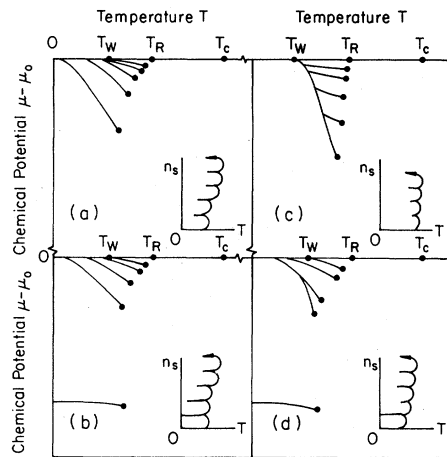 Temperature T Temperature T
O T_W T_R T_c T_W T_R T_c
Chemical Potential μ-μ_o
(a) n_s O T
(c) n_s O T
O T_W T_R T_c T_W T_R T_c
Chemical Potential μ-μ_o
(b) n_s O T
(d) n_s O T